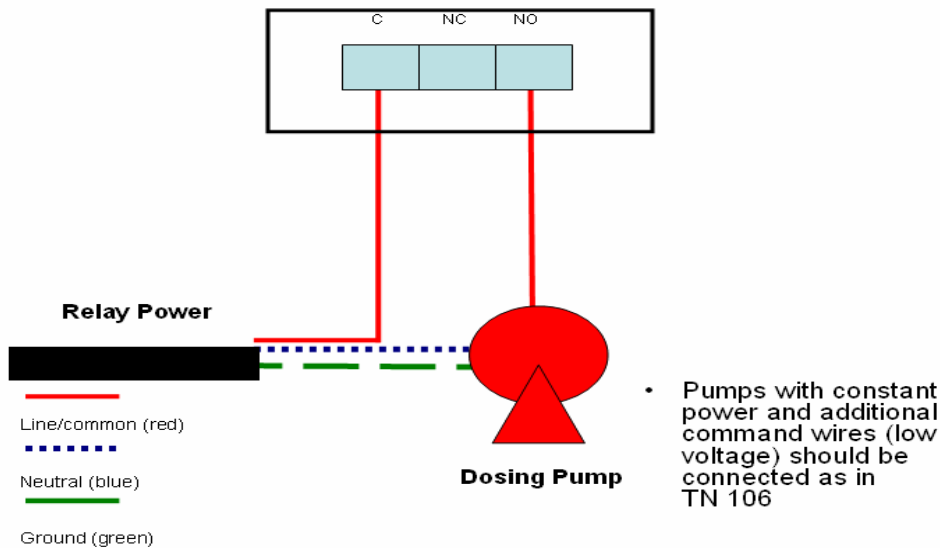 C NC NO
Relay Power
Line/common (red)
Neutral (blue)
Ground (green)
Dosing Pump
• Pumps with constant
power and additional
command wires (low
voltage) should be
connected as in
TN 106